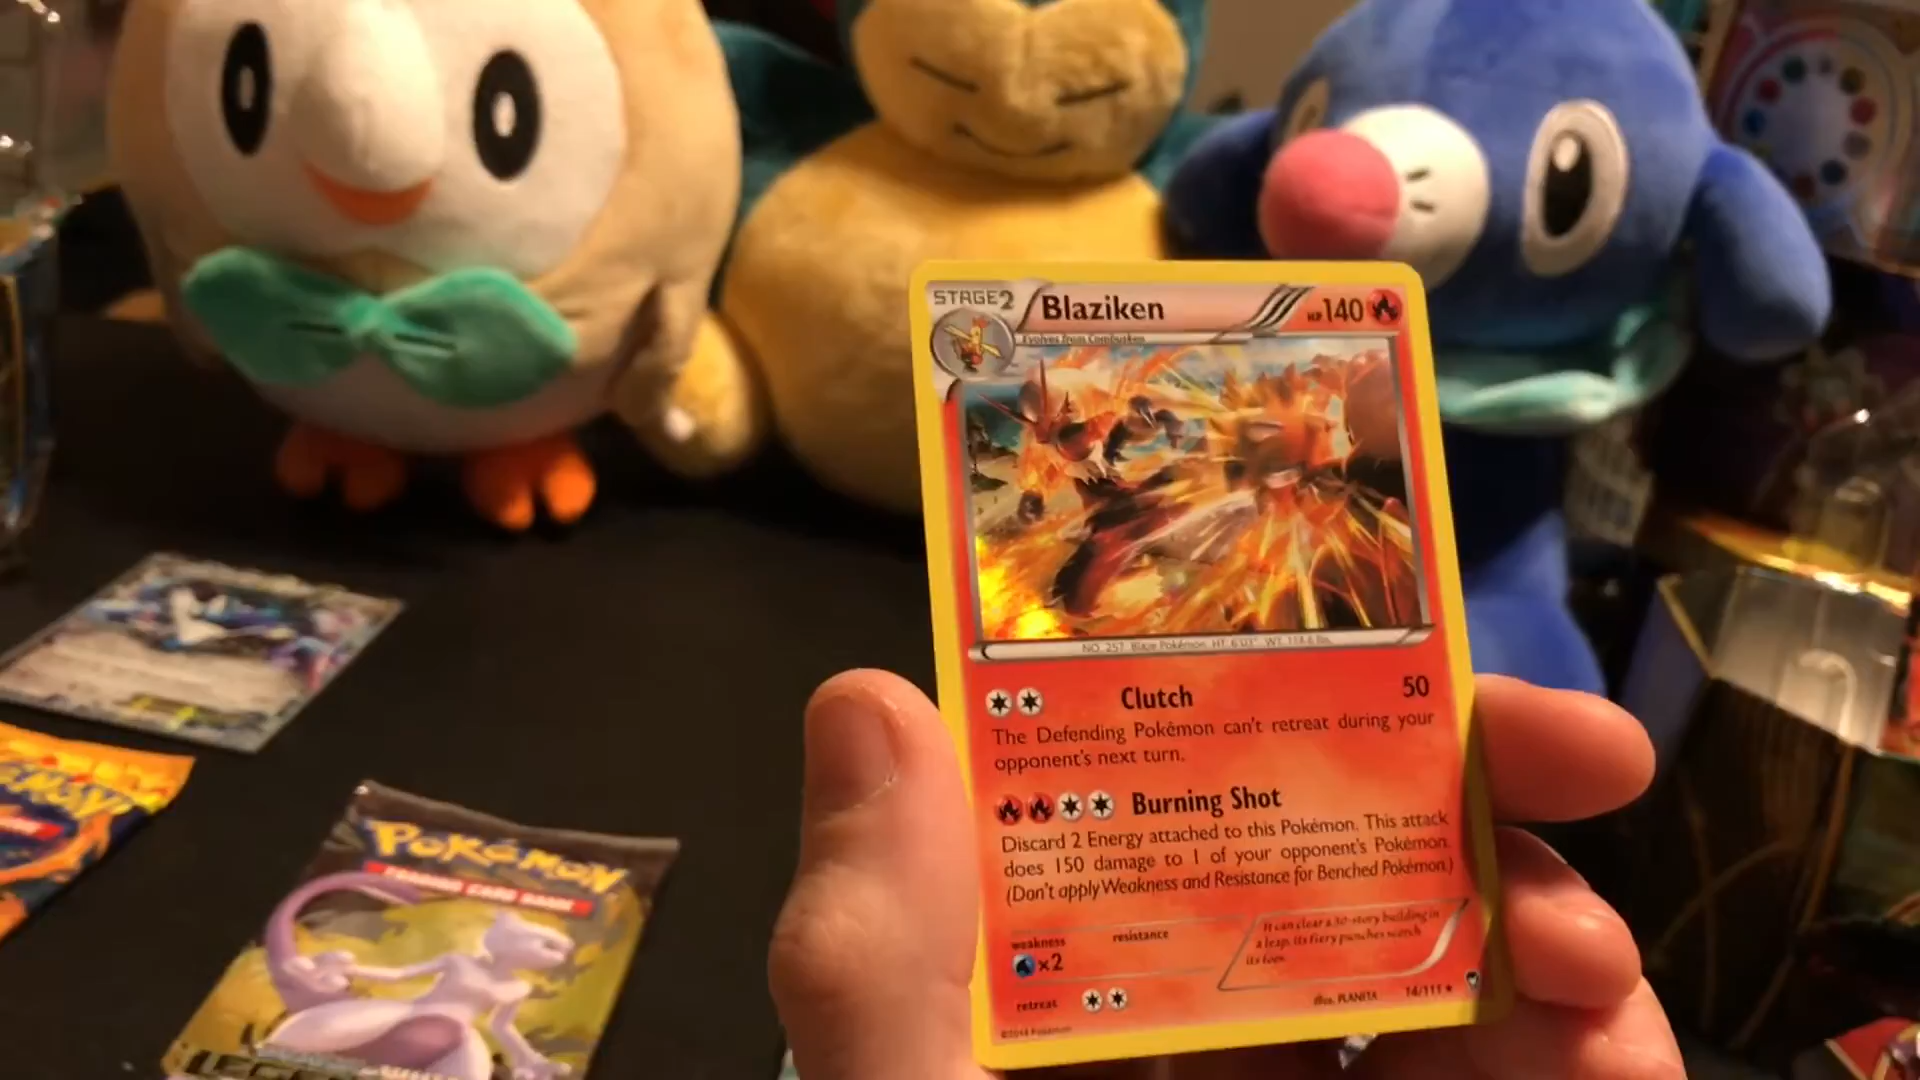 STAGE2
Blaziken
HP140
Evolves from Combusken
NO. 257 Blaze Pokémon HT: 6'03" WT: 114.6 lbs.
Clutch 50
The Defending Pokémon can't retreat during your
opponent's next turn.
Burning Shot
Discard 2 Energy attached to this Pokémon. This attack
does 150 damage to 1 of your opponent's Pokémon.
(Don't apply Weakness and Resistance for Benched Pokémon.)
weakness
×2
resistance
It can clear a 30-story building in
a leap. Its fiery punches scorch
its foes.
retreat
illus. PLANETA
14/111
©2014 Pokémon
POKéMON
TRADING CARD GAME